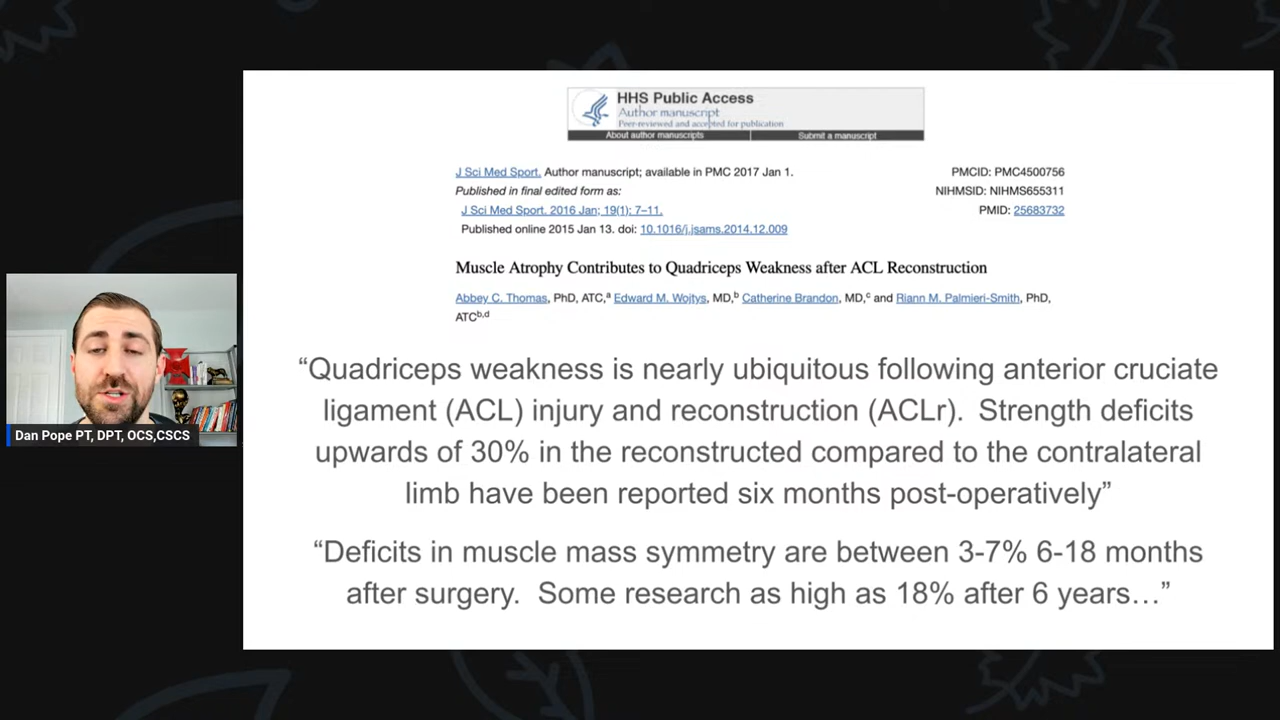 HHS Public Access
Author manuscript
Peer-reviewed and accepted for publication
About author manuscripts
Submit a manuscript
J Sci Med Sport. Author manuscript; available in PMC 2017 Jan 1.
Published in final edited form as:
J Sci Med Sport. 2016 Jan; 19(1); 7–11.
Published online 2015 Jan 13. doi: 10.1016/j.jsams.2014.12.009
PMCID: PMC4500756
NIHMSID: NIHMS655311
PMID: 25683732
Muscle Atrophy Contributes to Quadriceps Weakness after ACL Reconstruction
Abbey C. Thomas, PhD, ATC,a Edward M. Wojtys, MD,b Catherine Brandon, MD,c and Riann M. Palmieri-Smith, PhD,
ATCb,d
“Quadriceps weakness is nearly ubiquitous following anterior cruciate
ligament (ACL) injury and reconstruction (ACLr). Strength deficits
upwards of 30% in the reconstructed compared to the contralateral
limb have been reported six months post-operatively”
“Deficits in muscle mass symmetry are between 3-7% 6-18 months
after surgery. Some research as high as 18% after 6 years…”
Dan Pope PT, DPT, OCS,CSCS